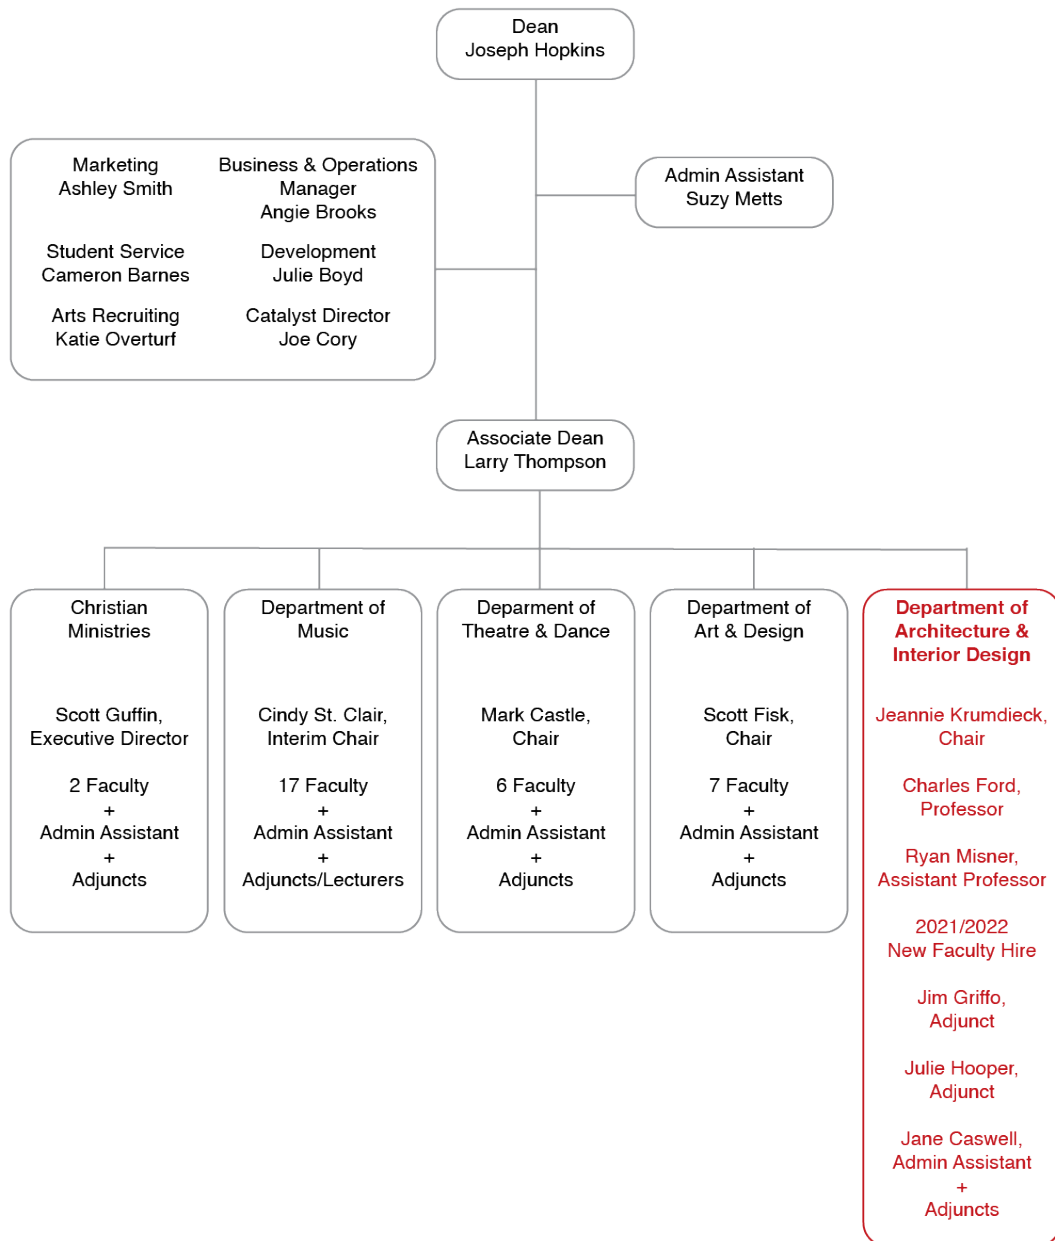 Dean
Joseph Hopkins
Marketing
Ashley Smith
Business & Operations
Manager
Angie Brooks
Student Service
Cameron Barnes
Development
Julie Boyd
Arts Recruiting
Katie Overturf
Catalyst Director
Joe Cory
Admin Assistant
Suzy Metts
Associate Dean
Larry Thompson
Christian
Ministries
Scott Guffin,
Executive Director
2 Faculty
+
Admin Assistant
+
Adjuncts
Department of
Music
Cindy St. Clair,
Interim Chair
17 Faculty
+
Admin Assistant
+
Adjuncts/Lecturers
Deparment of
Theatre & Dance
Mark Castle,
Chair
6 Faculty
+
Admin Assistant
+
Adjuncts
Department of
Art & Design
Scott Fisk,
Chair
7 Faculty
+
Admin Assistant
+
Adjuncts
Department of
Architecture &
Interior Design
Jeannie Krumdieck,
Chair
Charles Ford,
Professor
Ryan Misner,
Assistant Professor
2021/2022
New Faculty Hire
Jim Griffo,
Adjunct
Julie Hooper,
Adjunct
Jane Caswell,
Admin Assistant
+
Adjuncts